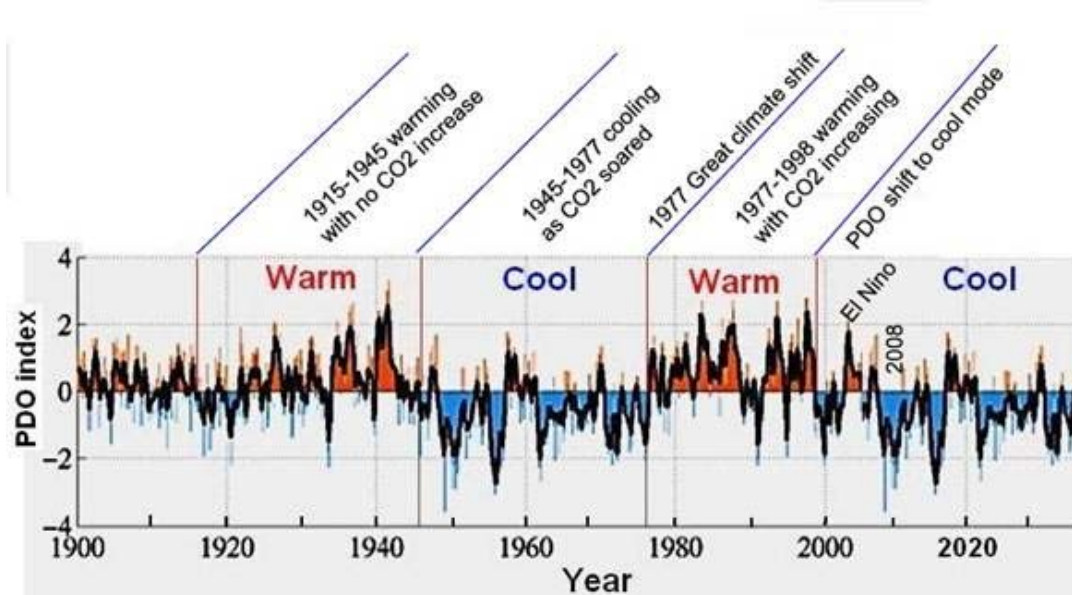 1915-1945 warming
with no CO2 increase
1945-1977 cooling
as CO2 soared
1977 Great climate shift
1977-1998 warming
with CO2 increasing
PDO shift to cool mode
Warm
Cool
Warm
Cool
El Nino
2008
PDO index
4
2
0
−2
−4
1900
1920
1940
1960
1980
2000
2020
Year